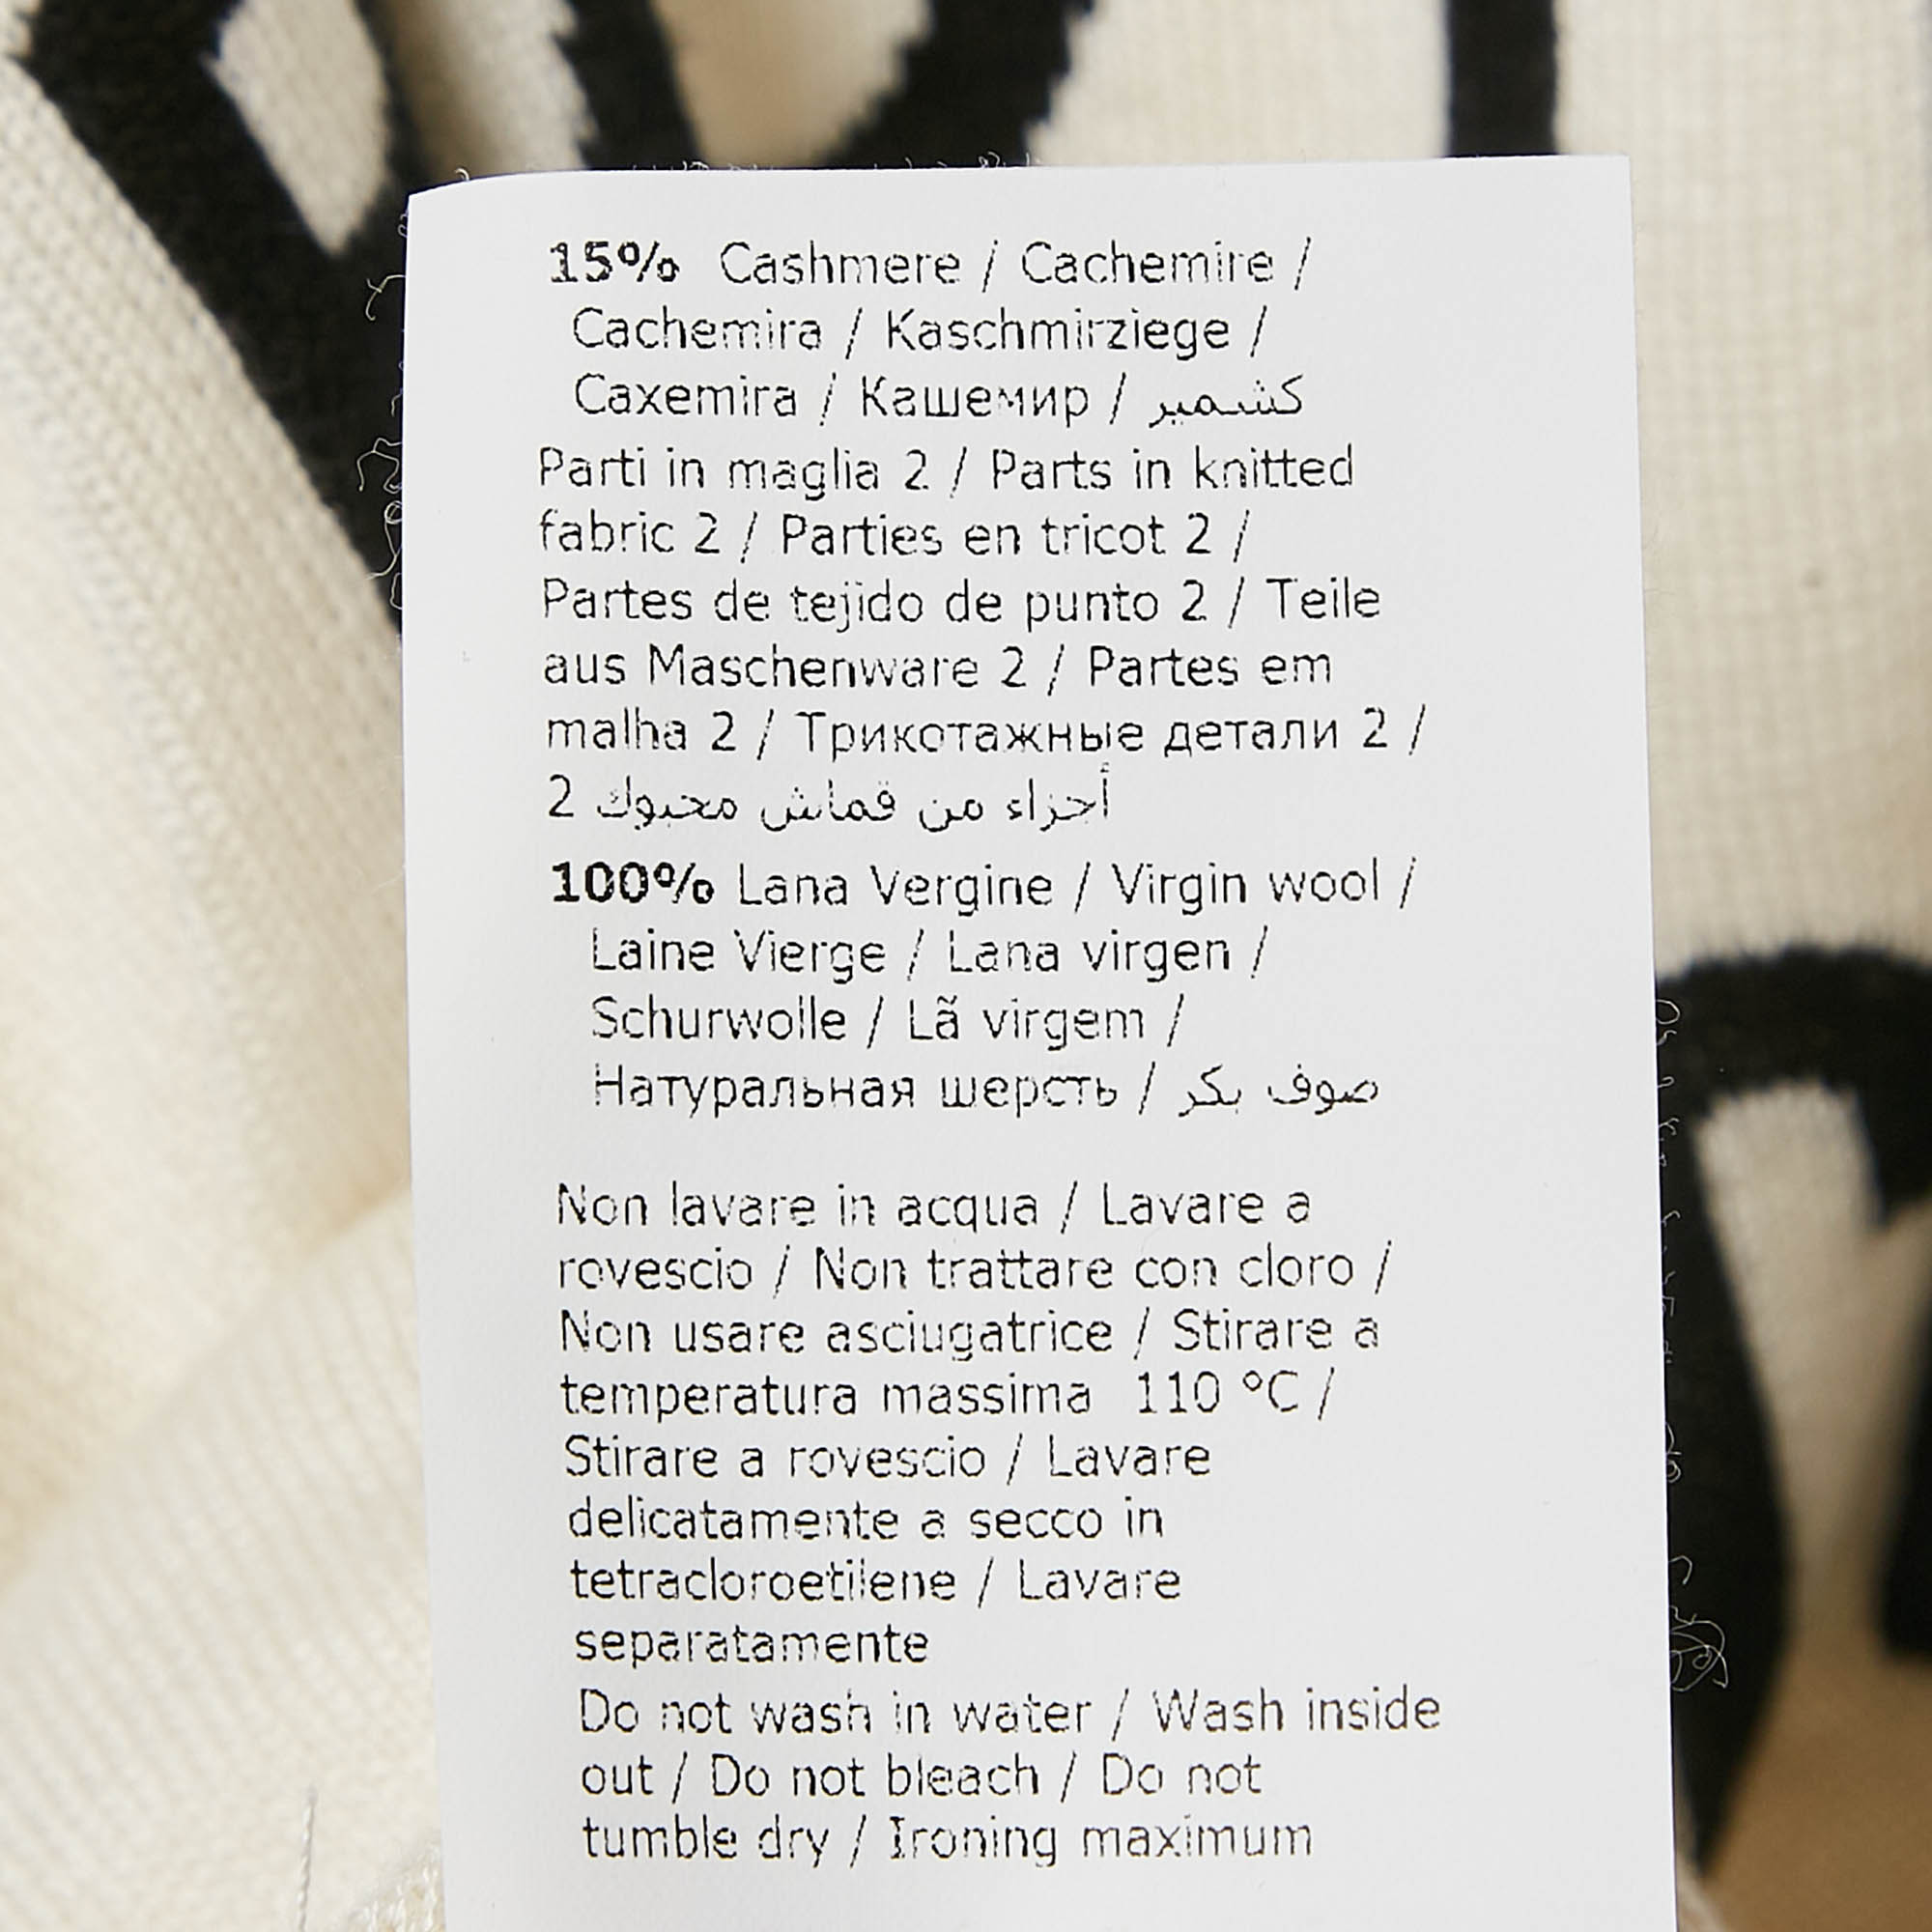 15% Cashmere / Cachemire /
Cachemira / Kaschmirziege /
Caxemira / Кашемир / كشمير
Parti in maglia 2 / Parts in knitted
fabric 2 / Parties en tricot 2 /
Partes de tejido de punto 2 / Teile
aus Maschenware 2 / Partes em
malha 2 / Трикотажные детали 2 /
أجزاء من قماش محبوك 2
100% Lana Vergine / Virgin wool /
Laine Vierge / Lana virgen /
Schurwolle / Lã virgem /
Натуральная шерсть / صوف بكر
Non lavare in acqua / Lavare a
rovescio / Non trattare con cloro /
Non usare asciugatrice / Stirare a
temperatura massima 110 °C /
Stirare a rovescio / Lavare
delicatamente a secco in
tetracloroetilene / Lavare
separatamente
Do not wash in water / Wash inside
out / Do not bleach / Do not
tumble dry / Ironing maximum